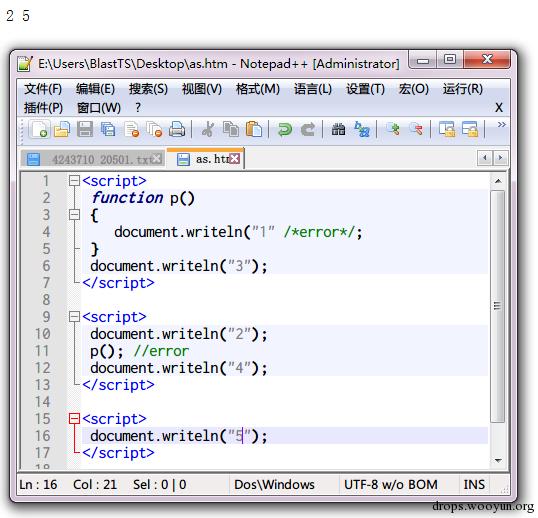 2 5
E:\Users\BlastTS\Desktop\as.htm - Notepad++ [Administrator]
文件(F) 编辑(E) 搜索(S) 视图(V) 格式(M) 语言(L) 设置(T) 宏(O) 运行(R)
插件(P) 窗口(W) ? X
4243710 20501.txt as.htm
1 <script>
2 function p()
3 {
4 document.writeln("1" /*error*/;
5 }
6 document.writeln("3");
7 </script>
8
9 <script>
10 document.writeln("2");
11 p(); //error
12 document.writeln("4");
13 </script>
14
15 <script>
16 document.writeln("5");
17 </script>
18
Ln : 16 Col : 21 Sel : 0 | 0 Dos\Windows UTF-8 w/o BOM INS
drops.wooyun.org